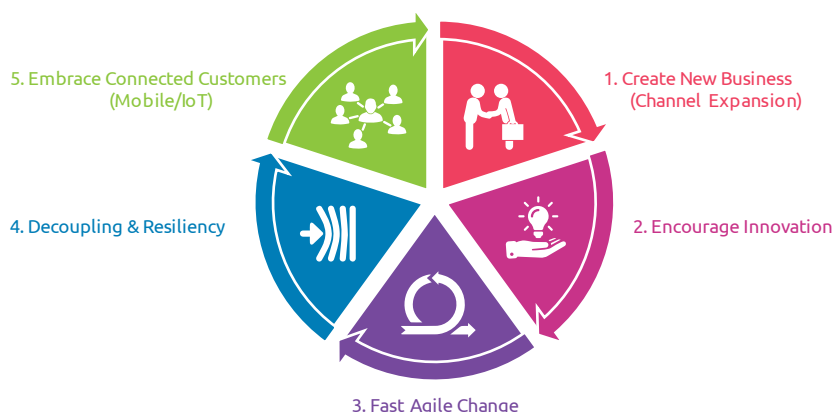 1. Create New Business
(Channel Expansion)
2. Encourage Innovation
3. Fast Agile Change
4. Decoupling & Resiliency
5. Embrace Connected Customers
(Mobile/IoT)